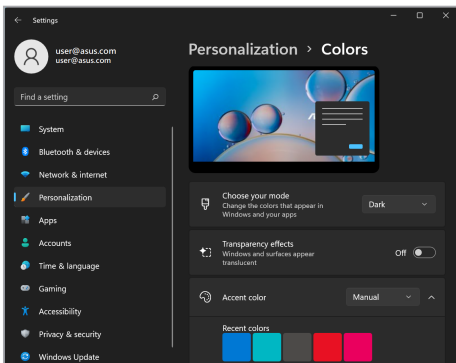 Settings
user@asus.com
user@asus.com
Find a setting
System
Bluetooth & devices
Network & internet
Personalization
Apps
Accounts
Time & language
Gaming
Accessibility
Privacy & security
Windows Update
Personalization > Colors
Choose your mode
Change the colors that appear in
Windows and your apps
Dark
Transparency effects
Windows and surfaces appear
translucent
Off
Accent color
Manual
Recent colors